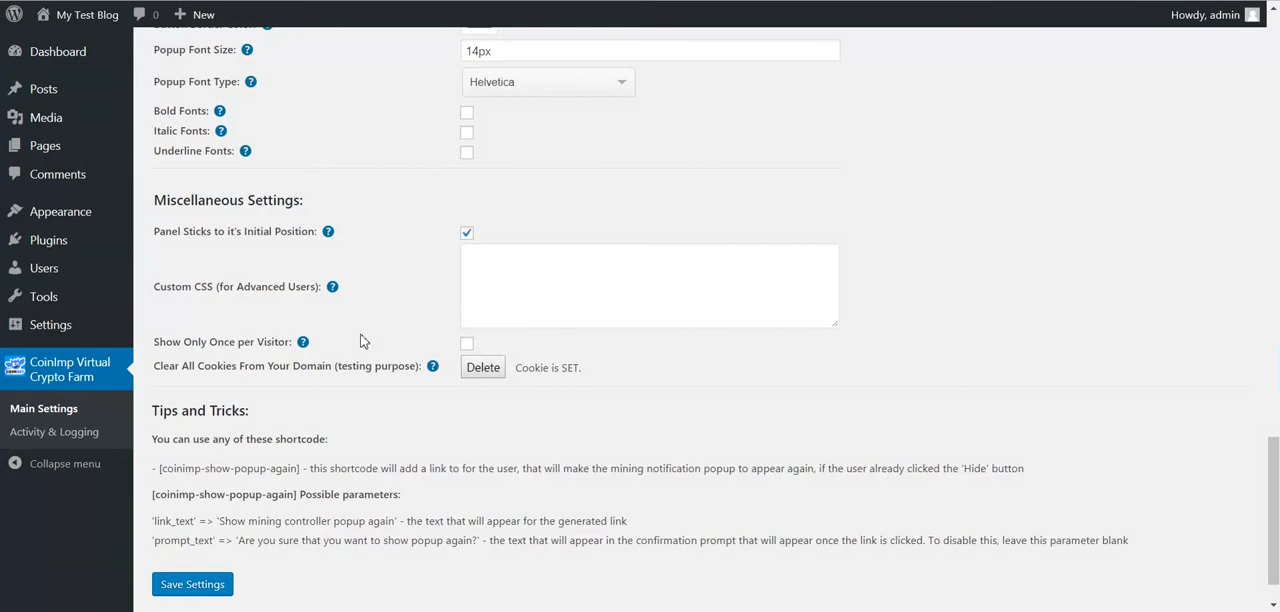 My Test Blog
0
New
Howdy, admin
Dashboard
Posts
Media
Pages
Comments
Appearance
Plugins
Users
Tools
Settings
CoinImp Virtual
Crypto Farm
Main Settings
Activity & Logging
Collapse menu
Popup Font Size: ?
14px
Popup Font Type: ?
Helvetica
Bold Fonts: ?
Italic Fonts: ?
Underline Fonts: ?
Miscellaneous Settings:
Panel Sticks to it's Initial Position: ?
Custom CSS (for Advanced Users): ?
Show Only Once per Visitor: ?
Clear All Cookies From Your Domain (testing purpose): ?
Delete
Cookie is SET.
Tips and Tricks:
You can use any of these shortcode:
- [coinimp-show-popup-again] - this shortcode will add a link to for the user, that will make the mining notification popup to appear again, if the user already clicked the 'Hide' button
[coinimp-show-popup-again] Possible parameters:
'link_text' => 'Show mining controller popup again' - the text that will appear for the generated link
'prompt_text' => 'Are you sure that you want to show popup again?' - the text that will appear in the confirmation prompt that will appear once the link is clicked. To disable this, leave this parameter blank
Save Settings